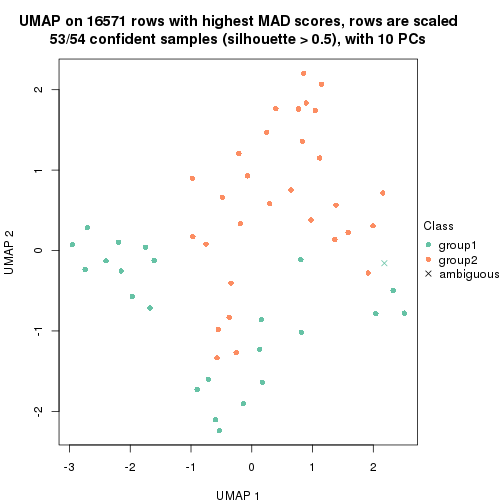 UMAP on 16571 rows with highest MAD scores, rows are scaled
53/54 confident samples (silhouette > 0.5), with 10 PCs
2
1
0
-1
-2
UMAP 2
-3
-2
-1
0
1
2
UMAP 1
Class
group1
group2
ambiguous